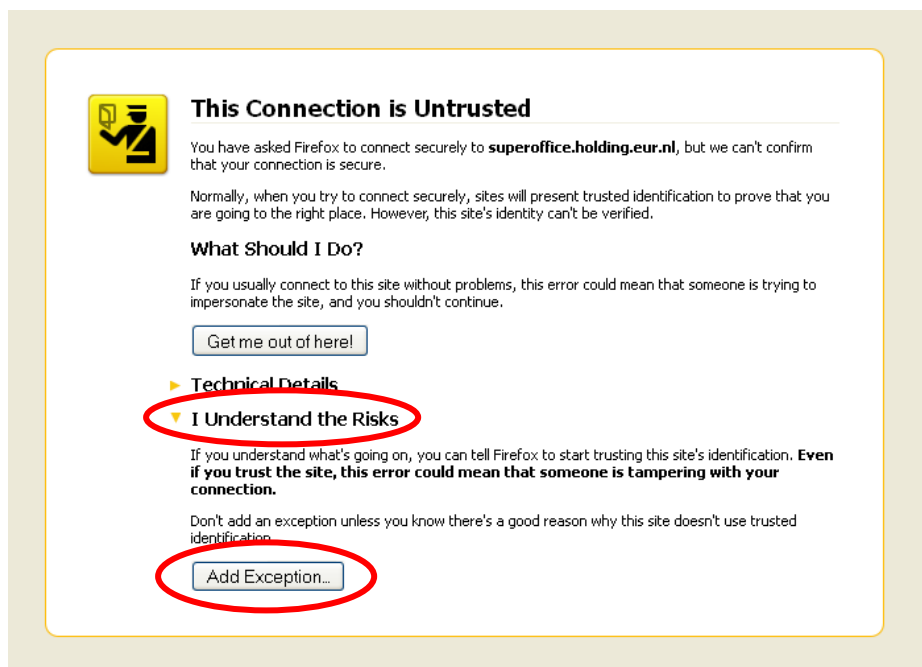 This Connection is Untrusted
You have asked Firefox to connect securely to superoffice.holding.eur.nl, but we can't confirm
that your connection is secure.
Normally, when you try to connect securely, sites will present trusted identification to prove that you
are going to the right place. However, this site's identity can't be verified.
What Should I Do?
If you usually connect to this site without problems, this error could mean that someone is trying to
impersonate the site, and you shouldn't continue.
Get me out of here!
Technical Details
I Understand the Risks
If you understand what's going on, you can tell Firefox to start trusting this site's identification. Even
if you trust the site, this error could mean that someone is tampering with your
connection.
Don't add an exception unless you know there's a good reason why this site doesn't use trusted
identification.
Add Exception...